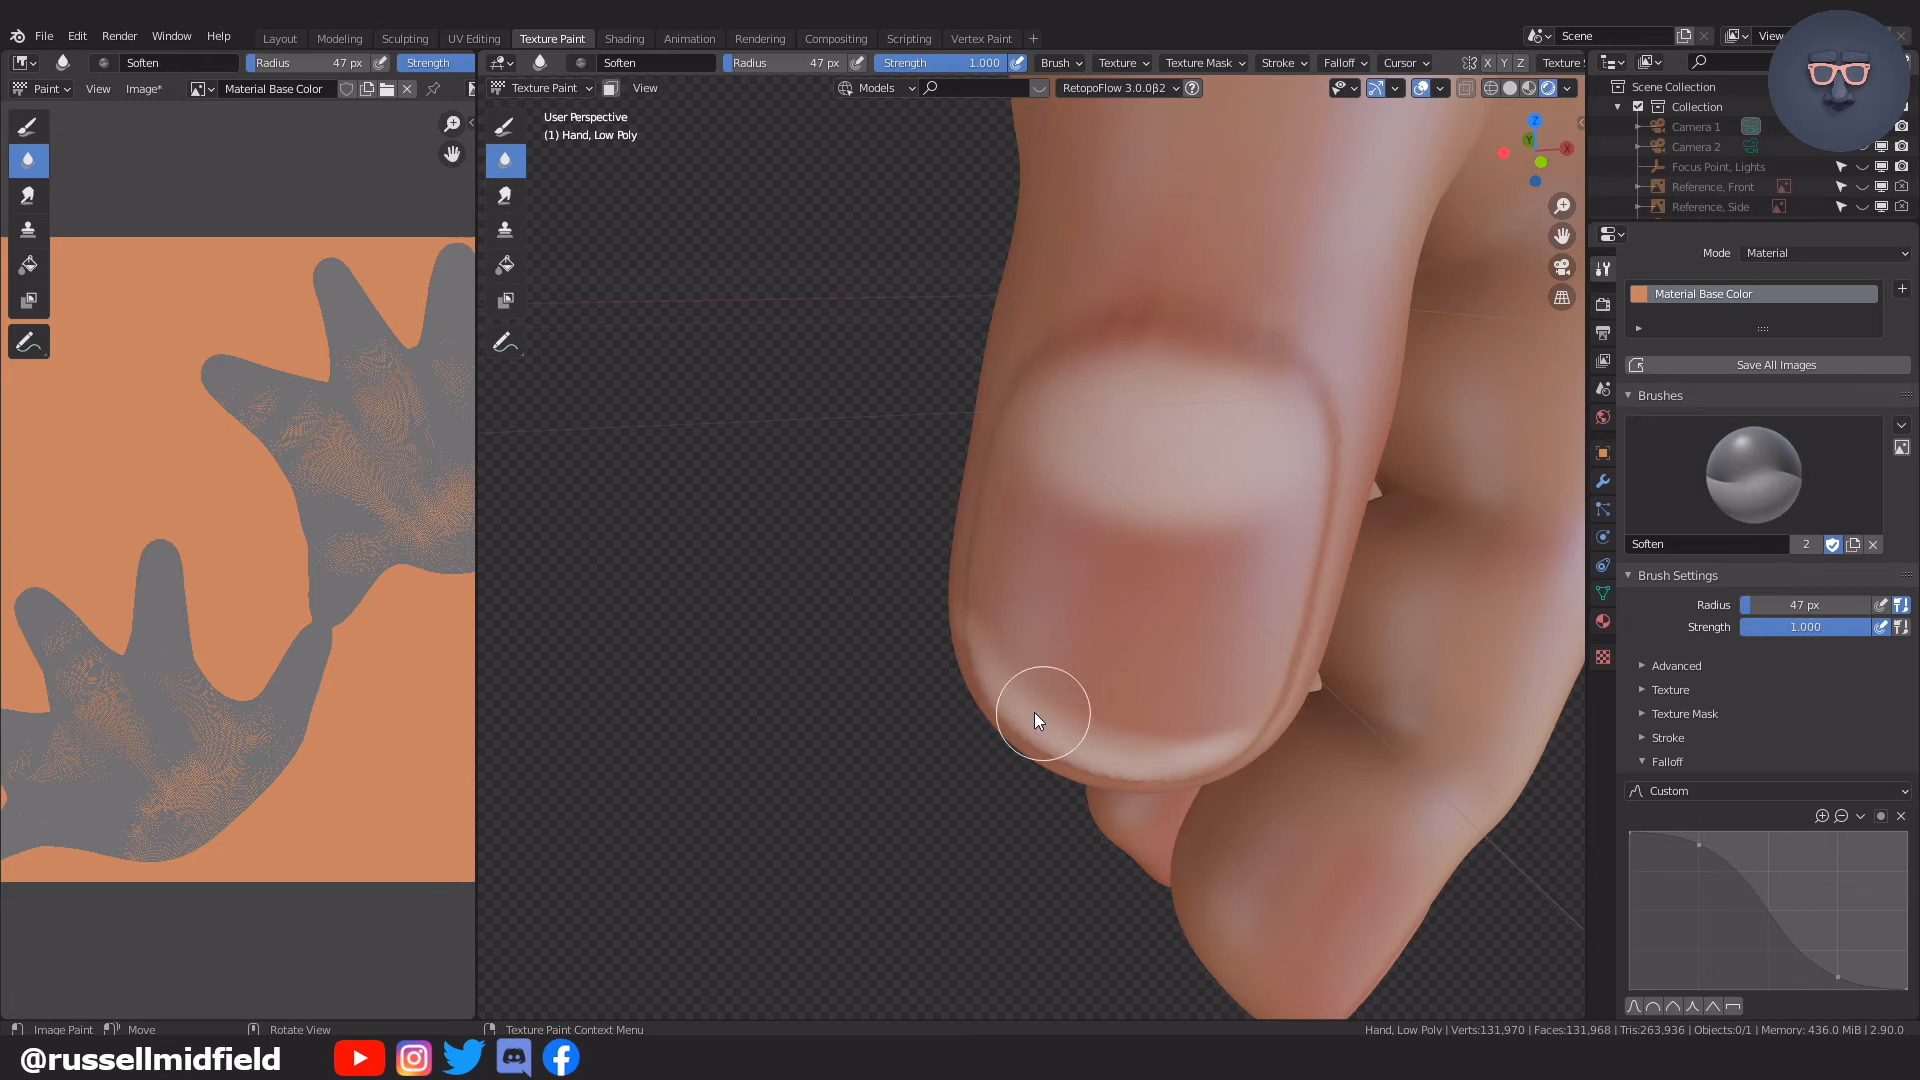 File Edit Render Window Help Layout Modeling Sculpting UV Editing Texture Paint Shading Animation Rendering Compositing Scripting Vent Paint + Scene View
Soften Radius 47 px Strength Soften Radius 47 px Strength 1.000 Brush Texture Texture Mask Stroke Falloff Cursor X Y Z Texture
Paint View Image* Material Base Color Texture Paint View Models RetopoFlow 3.0.0β2 ?
Scene Collection
Collection
Camera 1
Camera 2
Focus Point, Lights
Reference, Front
Reference, Side
User Perspective
(1) Hand, Low Poly
Z
Y
X
Mode Material
Material Base Color
Save All Images
Brushes
Soften 2
Brush Settings
Radius 47 px
Strength 1.000
Advanced
Texture
Texture Mask
Stroke
Falloff
Custom
Image Paint Move Rotate View Texture Paint Context Menu Hand, Low Poly | Verts:131,970 | Faces:131,968 | Tris:263,936 | Objects:0/1 | Memory: 436.0 MiB | 2.90.0
@russellmidfield